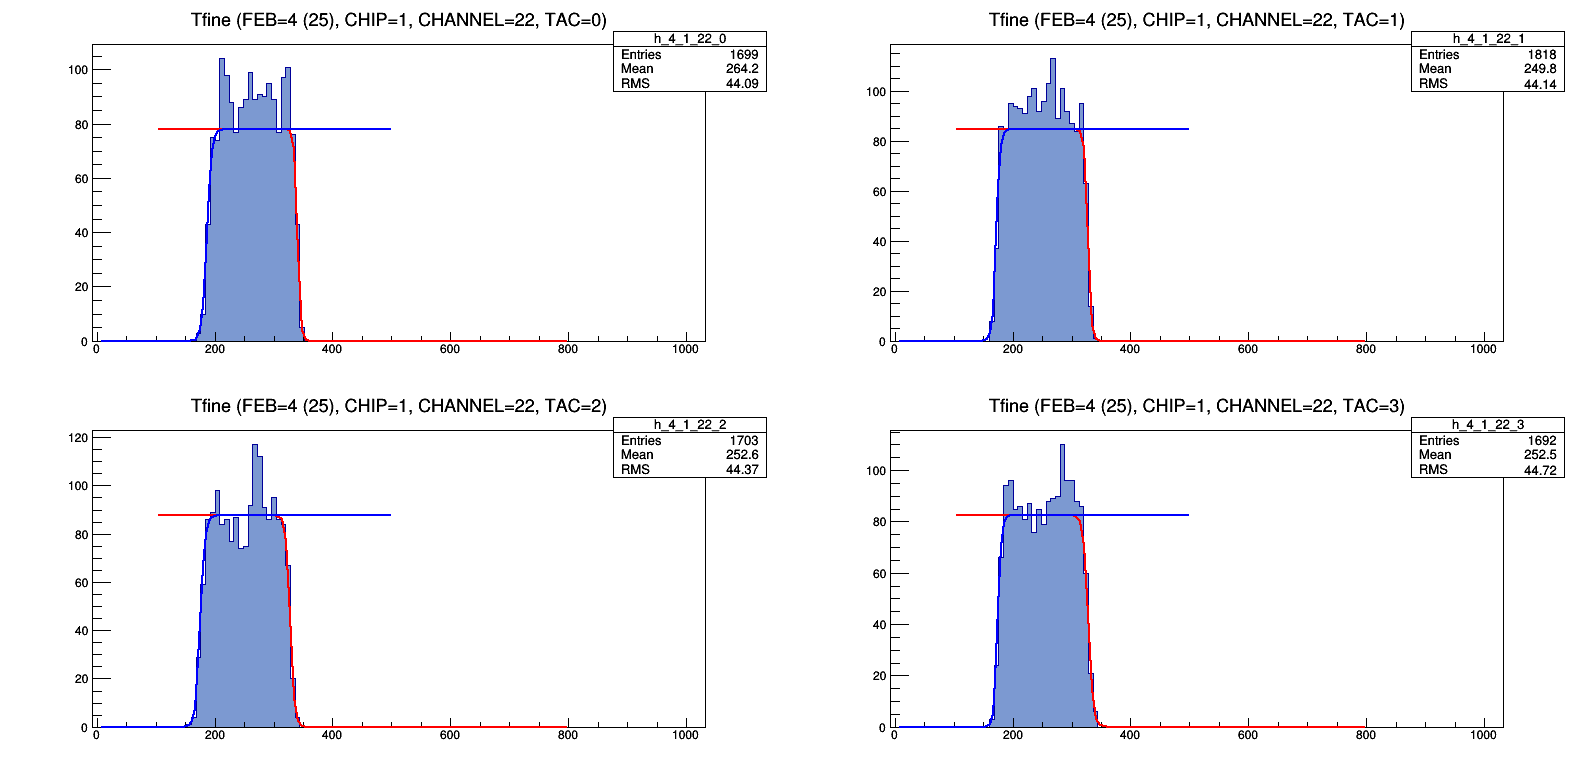 Tfine (FEB=4 (25), CHIP=1, CHANNEL=22, TAC=0)
h_4_1_22_0
Entries 1699
Mean 264.2
RMS 44.09
100
80
60
40
20
0
0 200 400 600 800 1000
Tfine (FEB=4 (25), CHIP=1, CHANNEL=22, TAC=1)
h_4_1_22_1
Entries 1818
Mean 249.8
RMS 44.14
100
80
60
40
20
0
0 200 400 600 800 1000
Tfine (FEB=4 (25), CHIP=1, CHANNEL=22, TAC=2)
h_4_1_22_2
Entries 1703
Mean 252.6
RMS 44.37
120
100
80
60
40
20
0
0 200 400 600 800 1000
Tfine (FEB=4 (25), CHIP=1, CHANNEL=22, TAC=3)
h_4_1_22_3
Entries 1692
Mean 252.5
RMS 44.72
100
80
60
40
20
0
0 200 400 600 800 1000